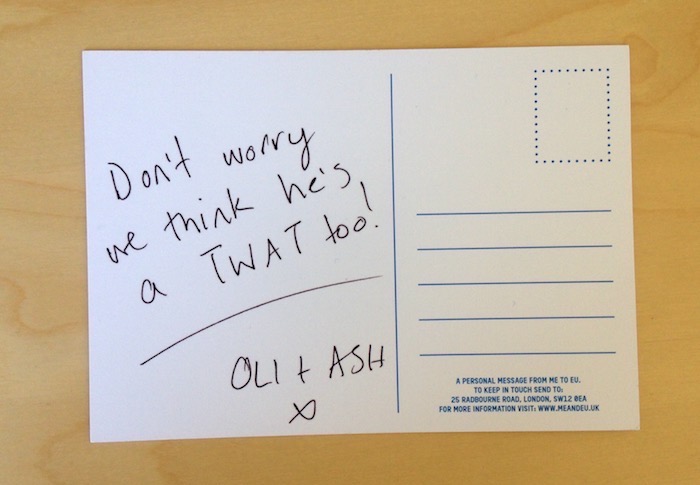 Don't worry
we think he's
a TWAT too!
OLI + ASH
X
A PERSONAL MESSAGE FROM ME TO EU.
TO KEEP IN TOUCH SEND TO:
25 RADBOURNE ROAD, LONDON, SW12 0EA
FOR MORE INFORMATION VISIT: WWW.MEANDEU.UK